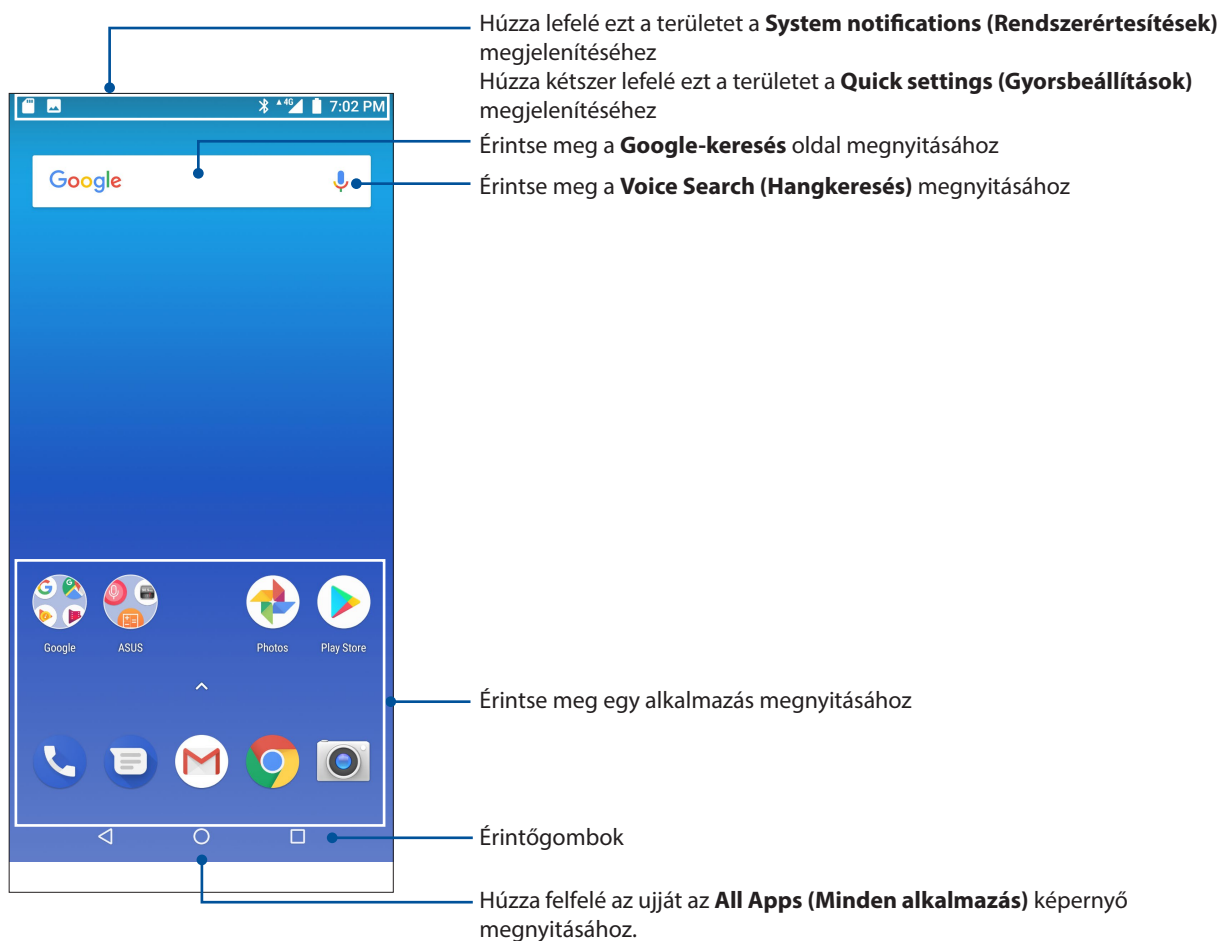 Húzza lefelé ezt a területet a System notifications (Rendszerértesítések)
megjelenítéséhez
Húzza kétszer lefelé ezt a területet a Quick settings (Gyorsbeállítások)
megjelenítéséhez
4G 7:02 PM
Érintse meg a Google-keresés oldal megnyitásához
Google
Érintse meg a Voice Search (Hangkeresés) megnyitásához
Google ASUS Photos Play Store
Érintse meg egy alkalmazás megnyitásához
Érintőgombok
Húzza felfelé az ujját az All Apps (Minden alkalmazás) képernyő
megnyitásához.